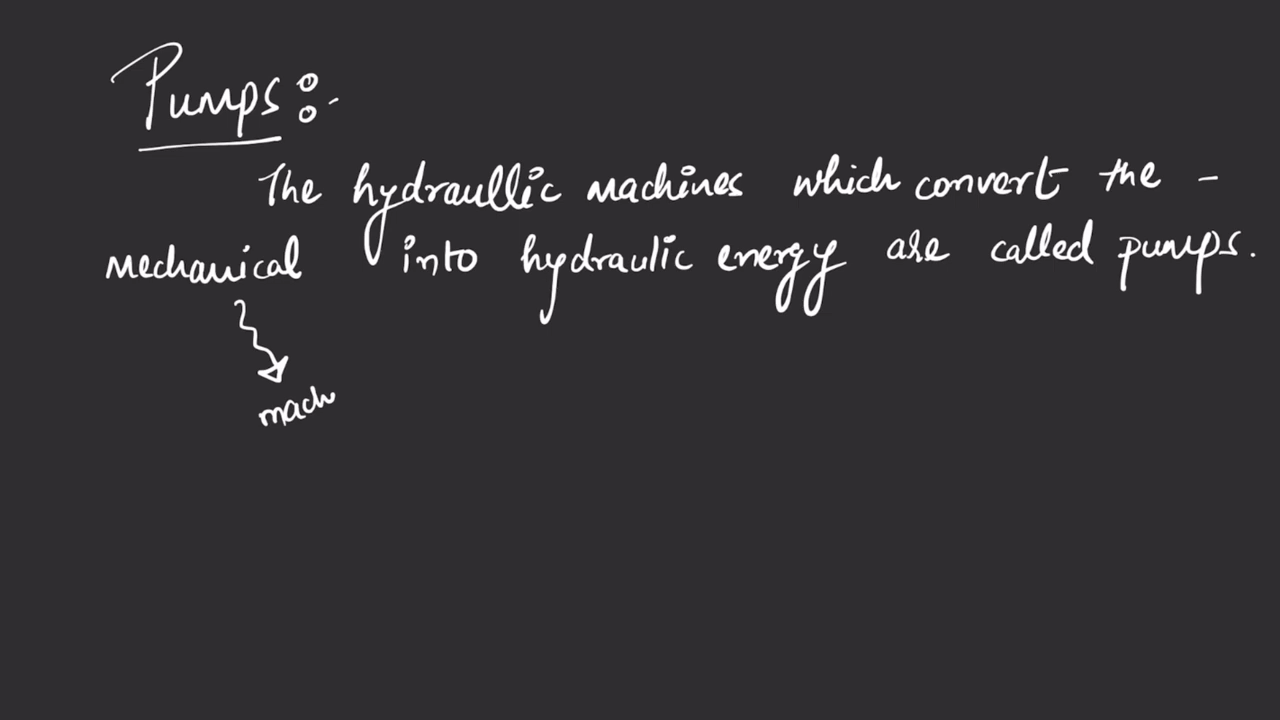 Pumps:-
The hydraullic machines which convert the -
mechanical into hydraulic energy are called pumps.
mach